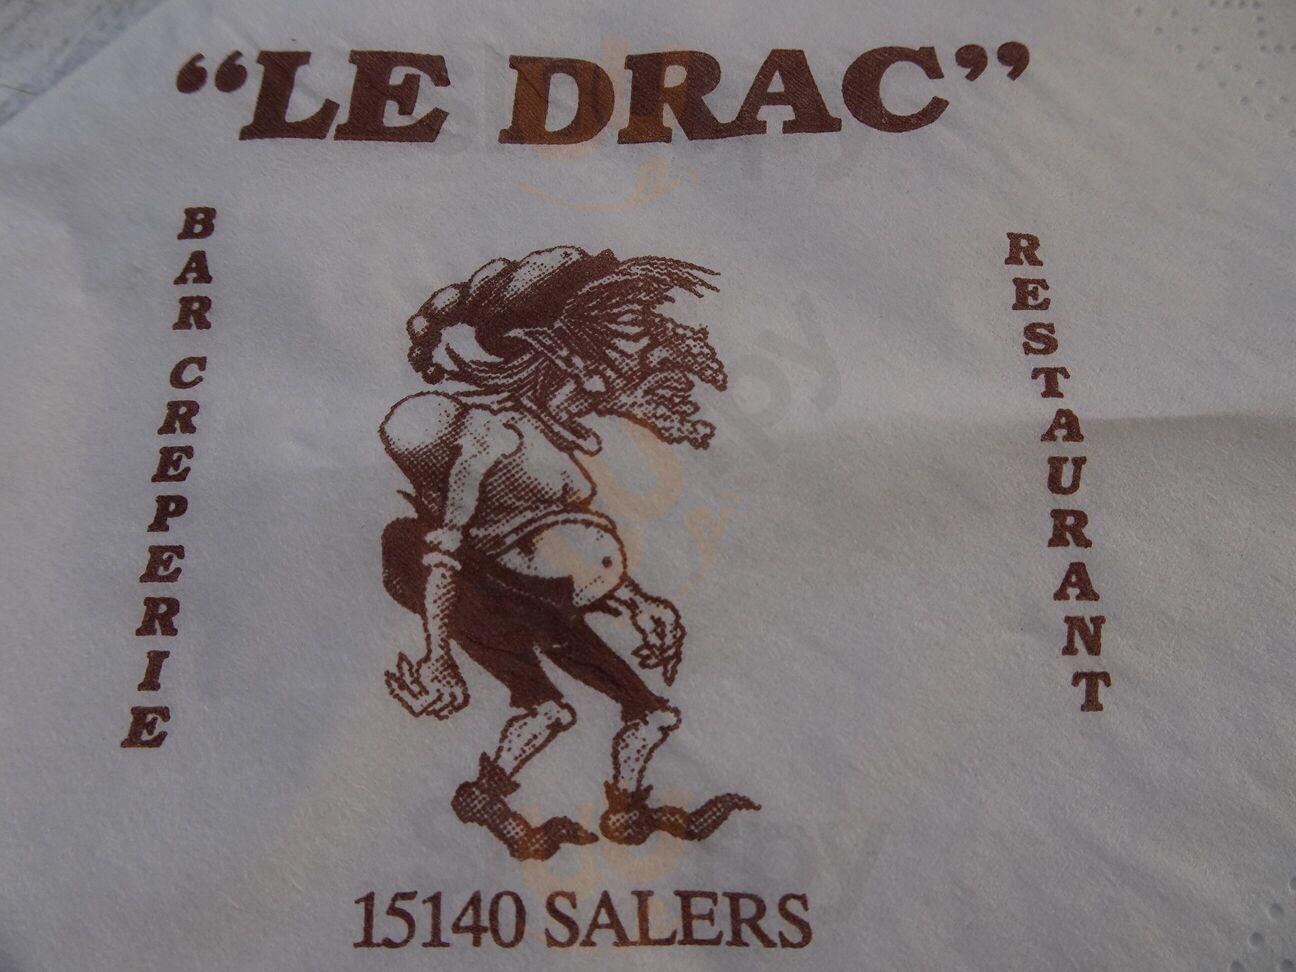 “LE DRAC”
BAR CREPERIE
RESTAURANT
15140 SALERS